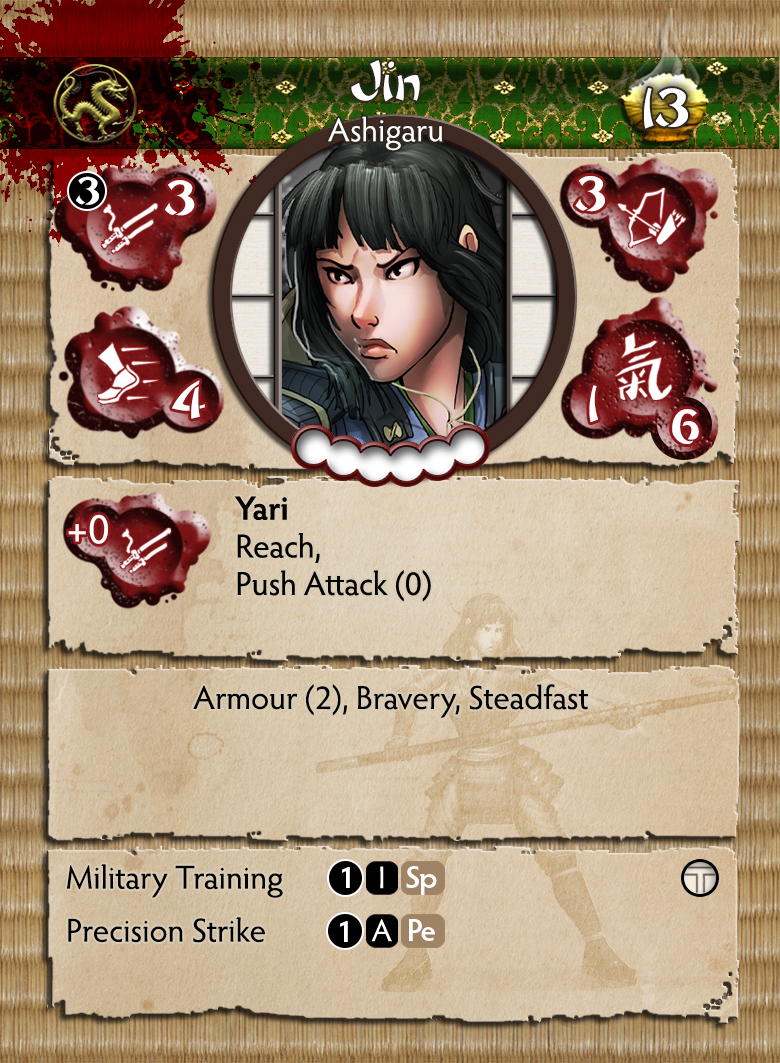 Jin
13
Ashigaru
3 3
3
4
氣
1 6
+0
Yari
Reach,
Push Attack (0)
Armour (2), Bravery, Steadfast
Military Training 1 I Sp T
Precision Strike 1 A Pe